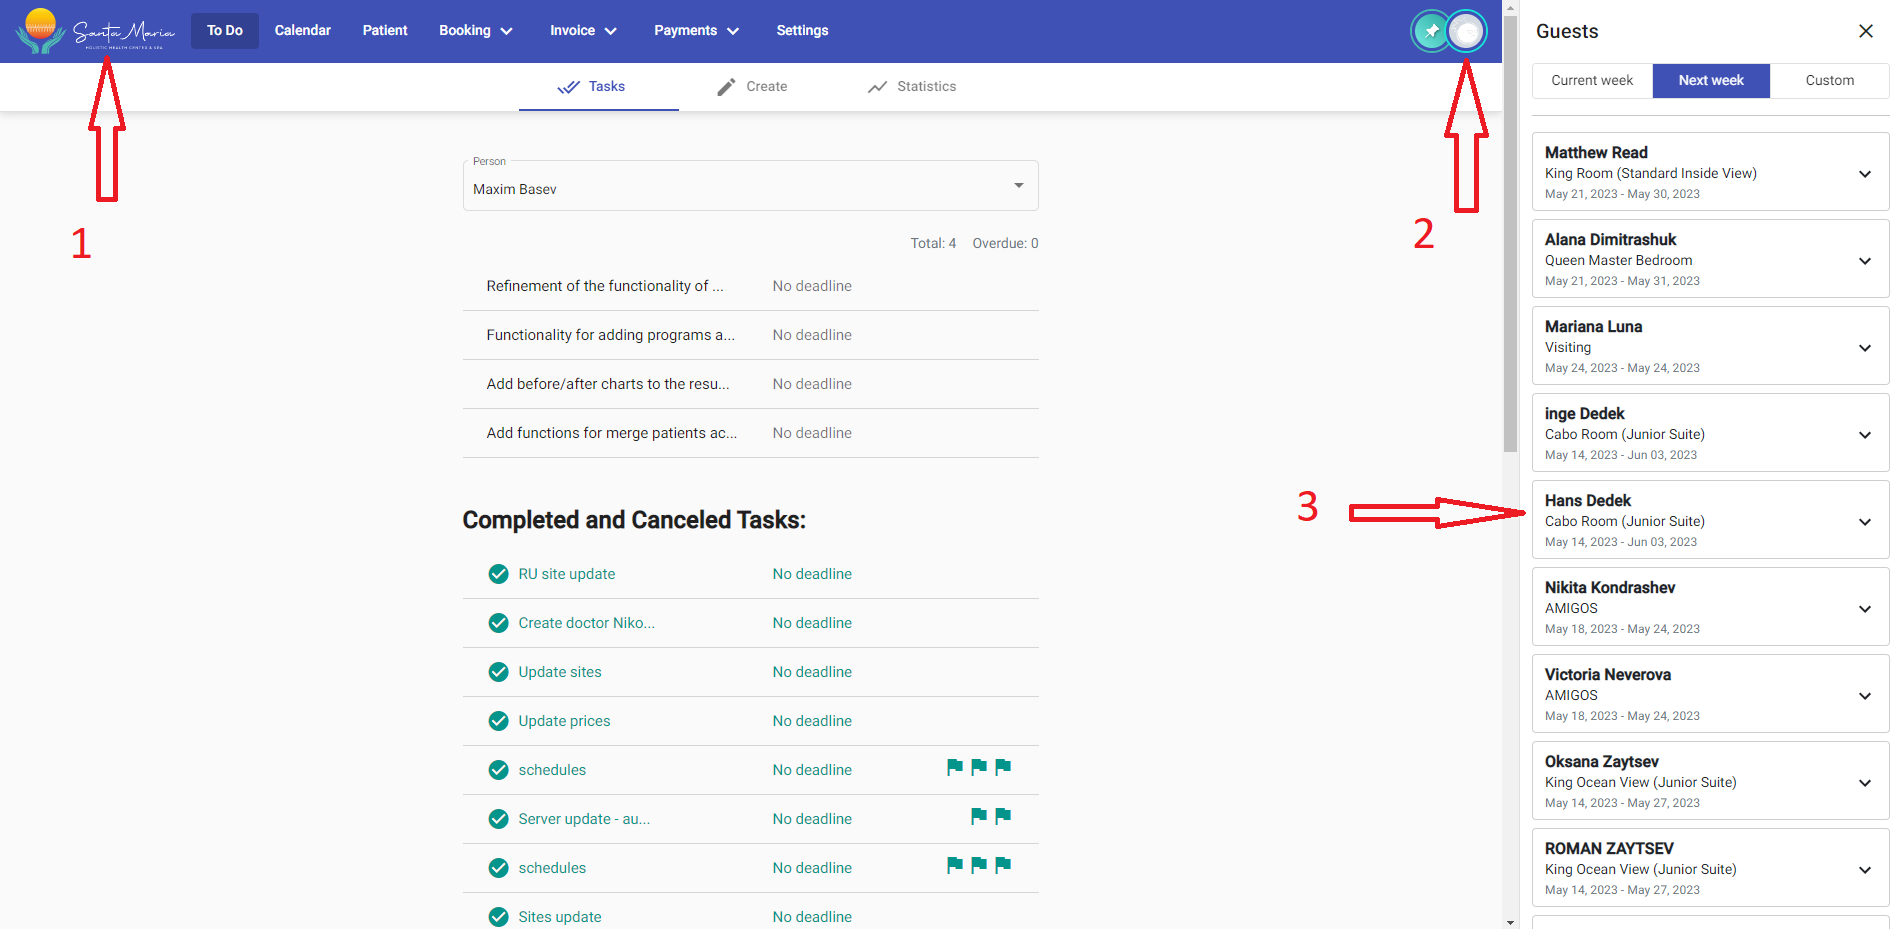 Santa Maria
HOLISTIC HEALTH CENTER & SPA
To Do
Calendar
Patient
Booking
Invoice
Payments
Settings
Tasks
Create
Statistics
1
2
3
Person
Maxim Basev
Total: 4 Overdue: 0
Refinement of the functionality of ... No deadline
Functionality for adding programs a... No deadline
Add before/after charts to the resu... No deadline
Add functions for merge patients ac... No deadline
Completed and Canceled Tasks:
RU site update No deadline
Create doctor Niko... No deadline
Update sites No deadline
Update prices No deadline
schedules No deadline
Server update - au... No deadline
schedules No deadline
Sites update No deadline
Guests
Current week
Next week
Custom
Matthew Read
King Room (Standard Inside View)
May 21, 2023 - May 30, 2023
Alana Dimitrashuk
Queen Master Bedroom
May 21, 2023 - May 31, 2023
Mariana Luna
Visiting
May 24, 2023 - May 24, 2023
inge Dedek
Cabo Room (Junior Suite)
May 14, 2023 - Jun 03, 2023
Hans Dedek
Cabo Room (Junior Suite)
May 14, 2023 - Jun 03, 2023
Nikita Kondrashev
AMIGOS
May 18, 2023 - May 24, 2023
Victoria Neverova
AMIGOS
May 18, 2023 - May 24, 2023
Oksana Zaytsev
King Ocean View (Junior Suite)
May 14, 2023 - May 27, 2023
ROMAN ZAYTSEV
King Ocean View (Junior Suite)
May 14, 2023 - May 27, 2023